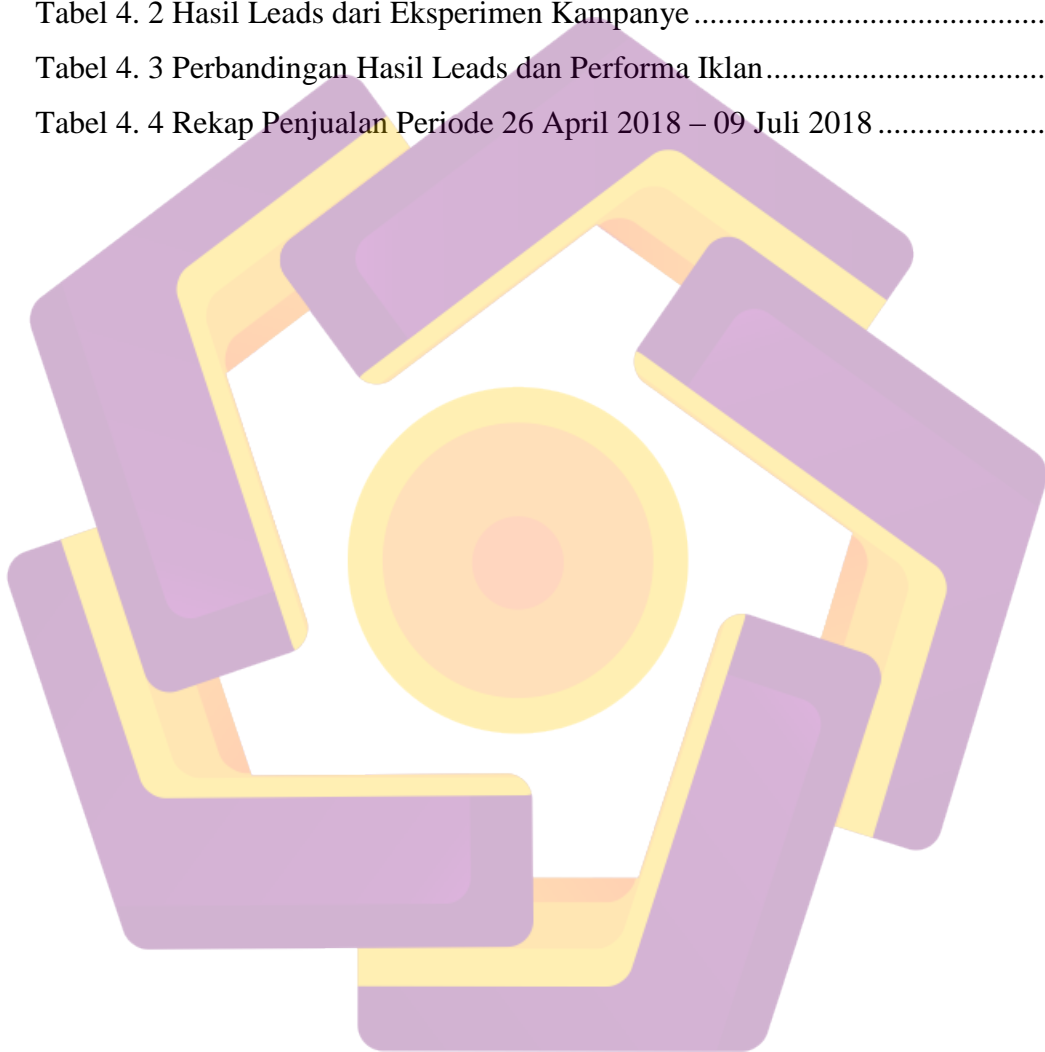 Tabel 4. 2 Hasil Leads dari Eksperimen Kampanye.......................................
Tabel 4. 3 Perbandingan Hasil Leads dan Performa Iklan...............................
Tabel 4. 4 Rekap Penjualan Periode 26 April 2018 – 09 Juli 2018..................